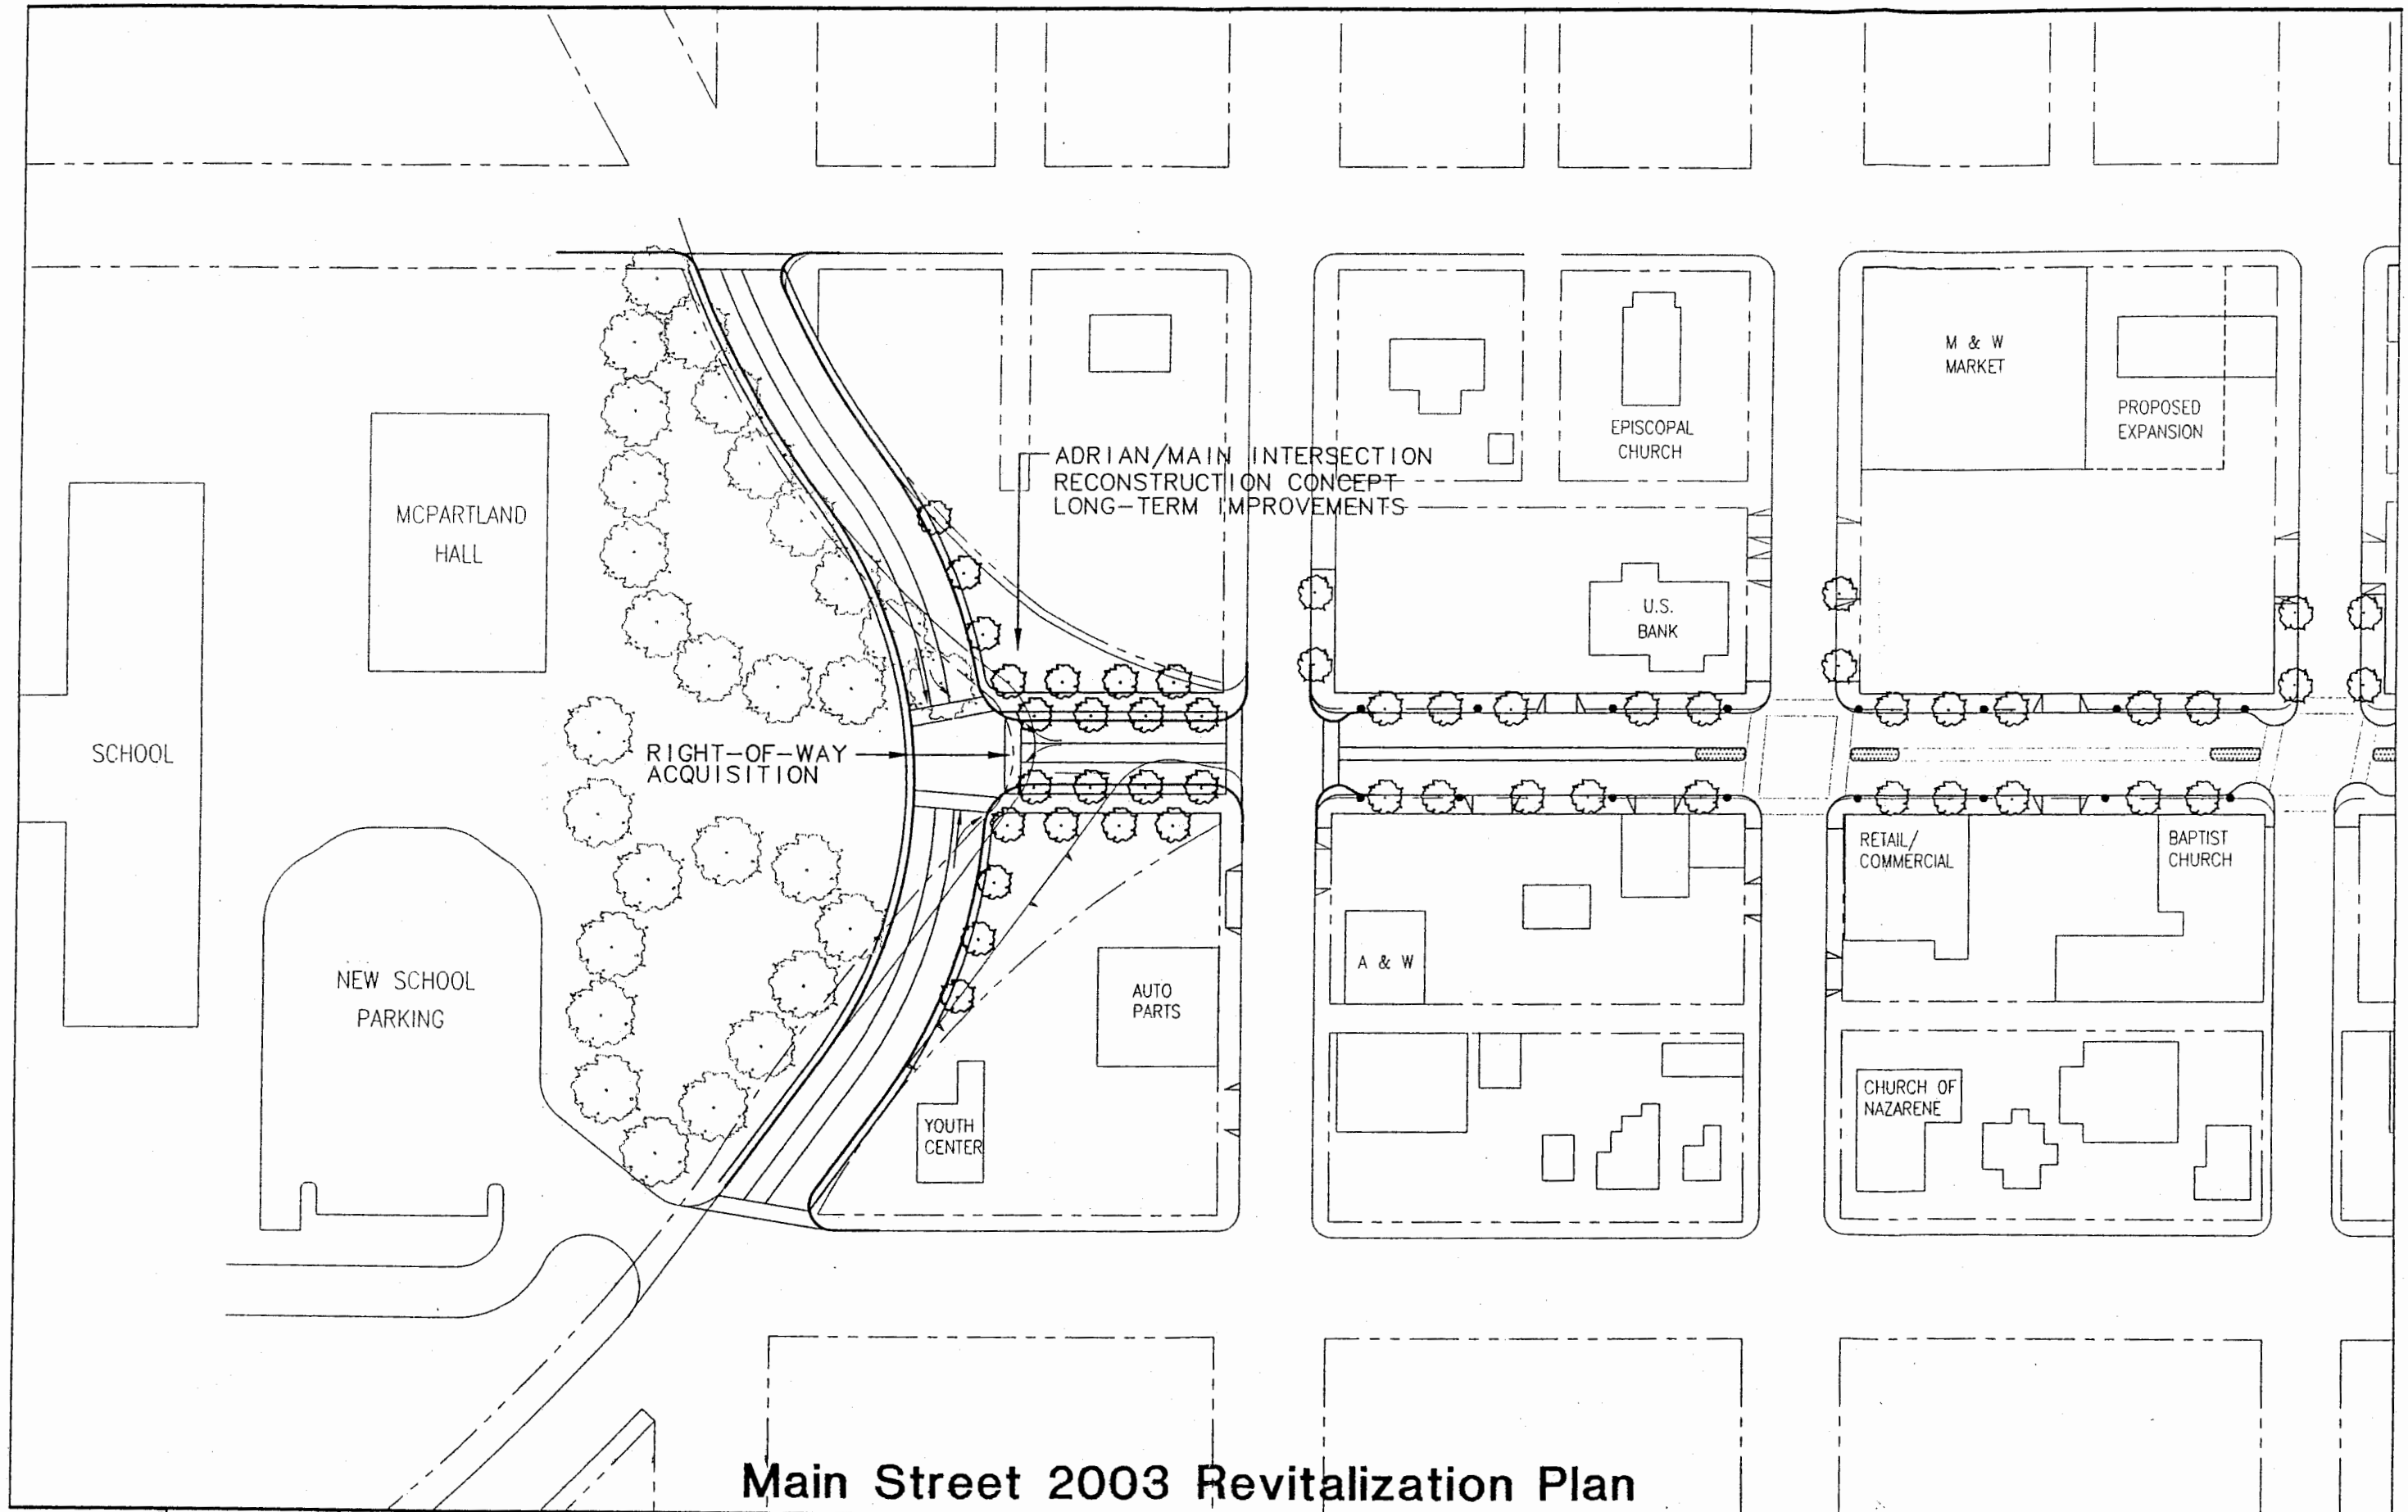 M & W
MARKET
PROPOSED
EXPANSION
EPISCOPAL
CHURCH
ADRIAN/MAIN INTERSECTION
RECONSTRUCTION CONCEPT
LONG-TERM IMPROVEMENTS
MCPARTLAND
HALL
U.S.
BANK
SCHOOL
RIGHT-OF-WAY
ACQUISITION
RETAIL/
COMMERCIAL
BAPTIST
CHURCH
A & W
NEW SCHOOL
PARKING
AUTO
PARTS
YOUTH
CENTER
CHURCH OF
NAZARENE
Main Street 2003 Revitalization Plan